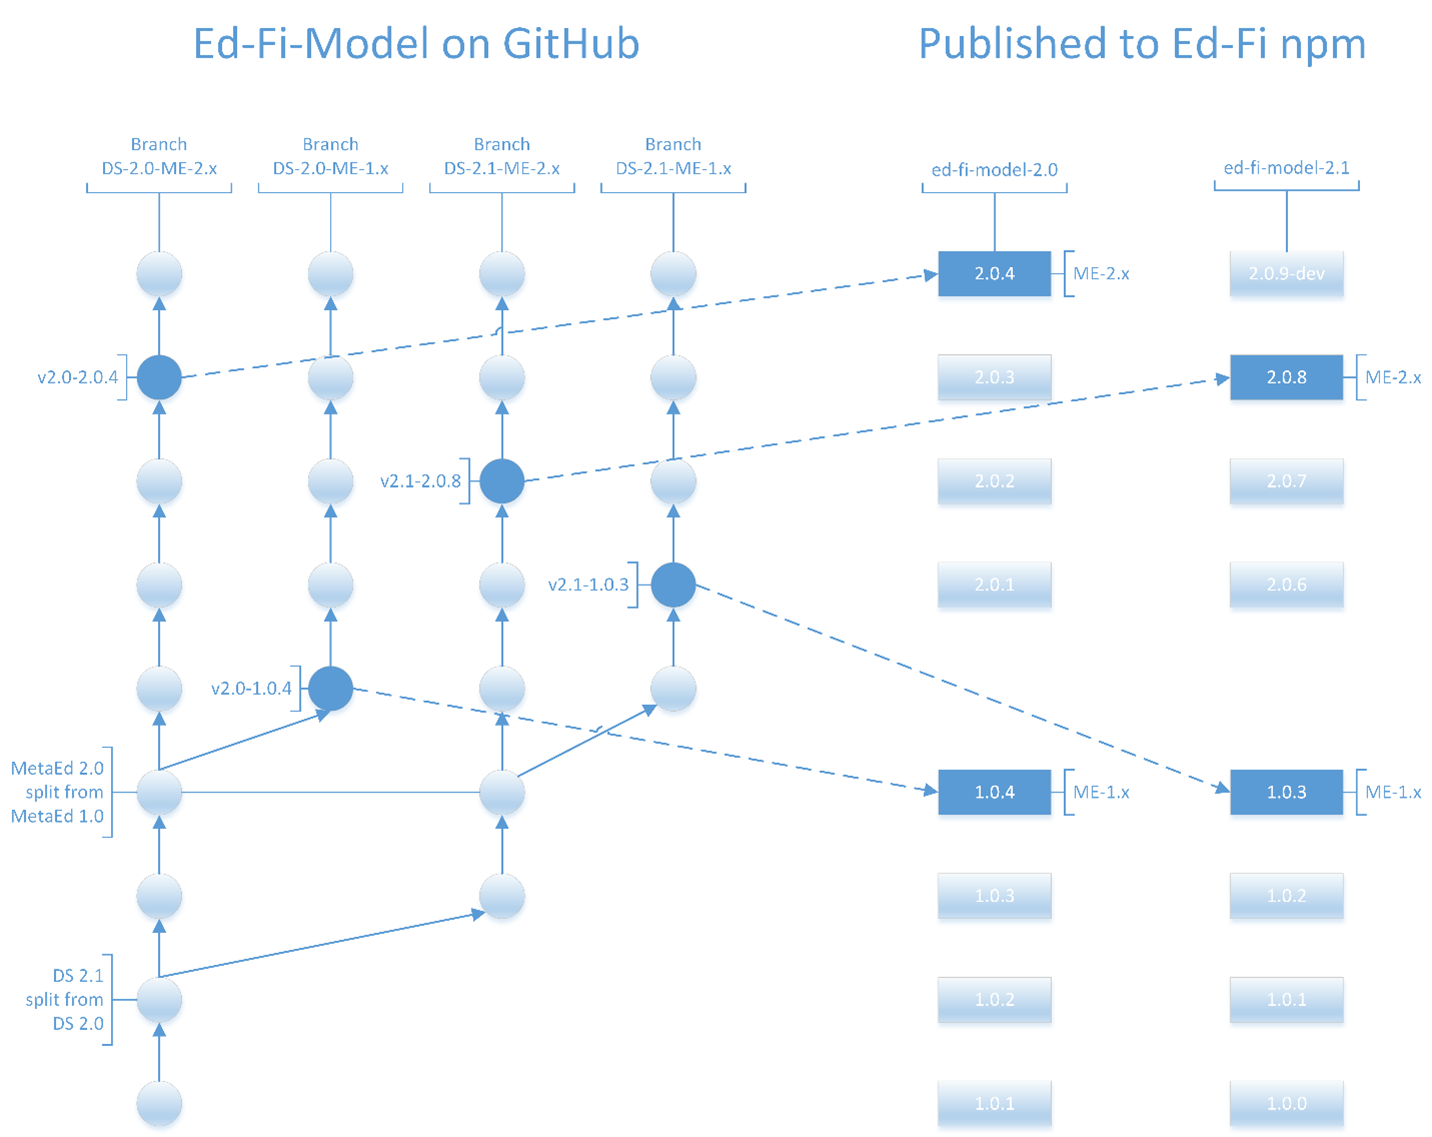 Ed-Fi-Model on GitHub
Published to Ed-Fi npm
Branch
DS-2.0-ME-2.x
Branch
DS-2.0-ME-1.x
Branch
DS-2.1-ME-2.x
Branch
DS-2.1-ME-1.x
ed-fi-model-2.0
ed-fi-model-2.1
2.0.4
ME-2.x
2.0.9-dev
v2.0-2.0.4
2.0.3
2.0.8
ME-2.x
v2.1-2.0.8
2.0.2
2.0.7
v2.1-1.0.3
2.0.1
2.0.6
v2.0-1.0.4
MetaEd 2.0
split from
MetaEd 1.0
1.0.4
ME-1.x
1.0.3
ME-1.x
1.0.3
1.0.2
DS 2.1
split from
DS 2.0
1.0.2
1.0.1
1.0.1
1.0.0